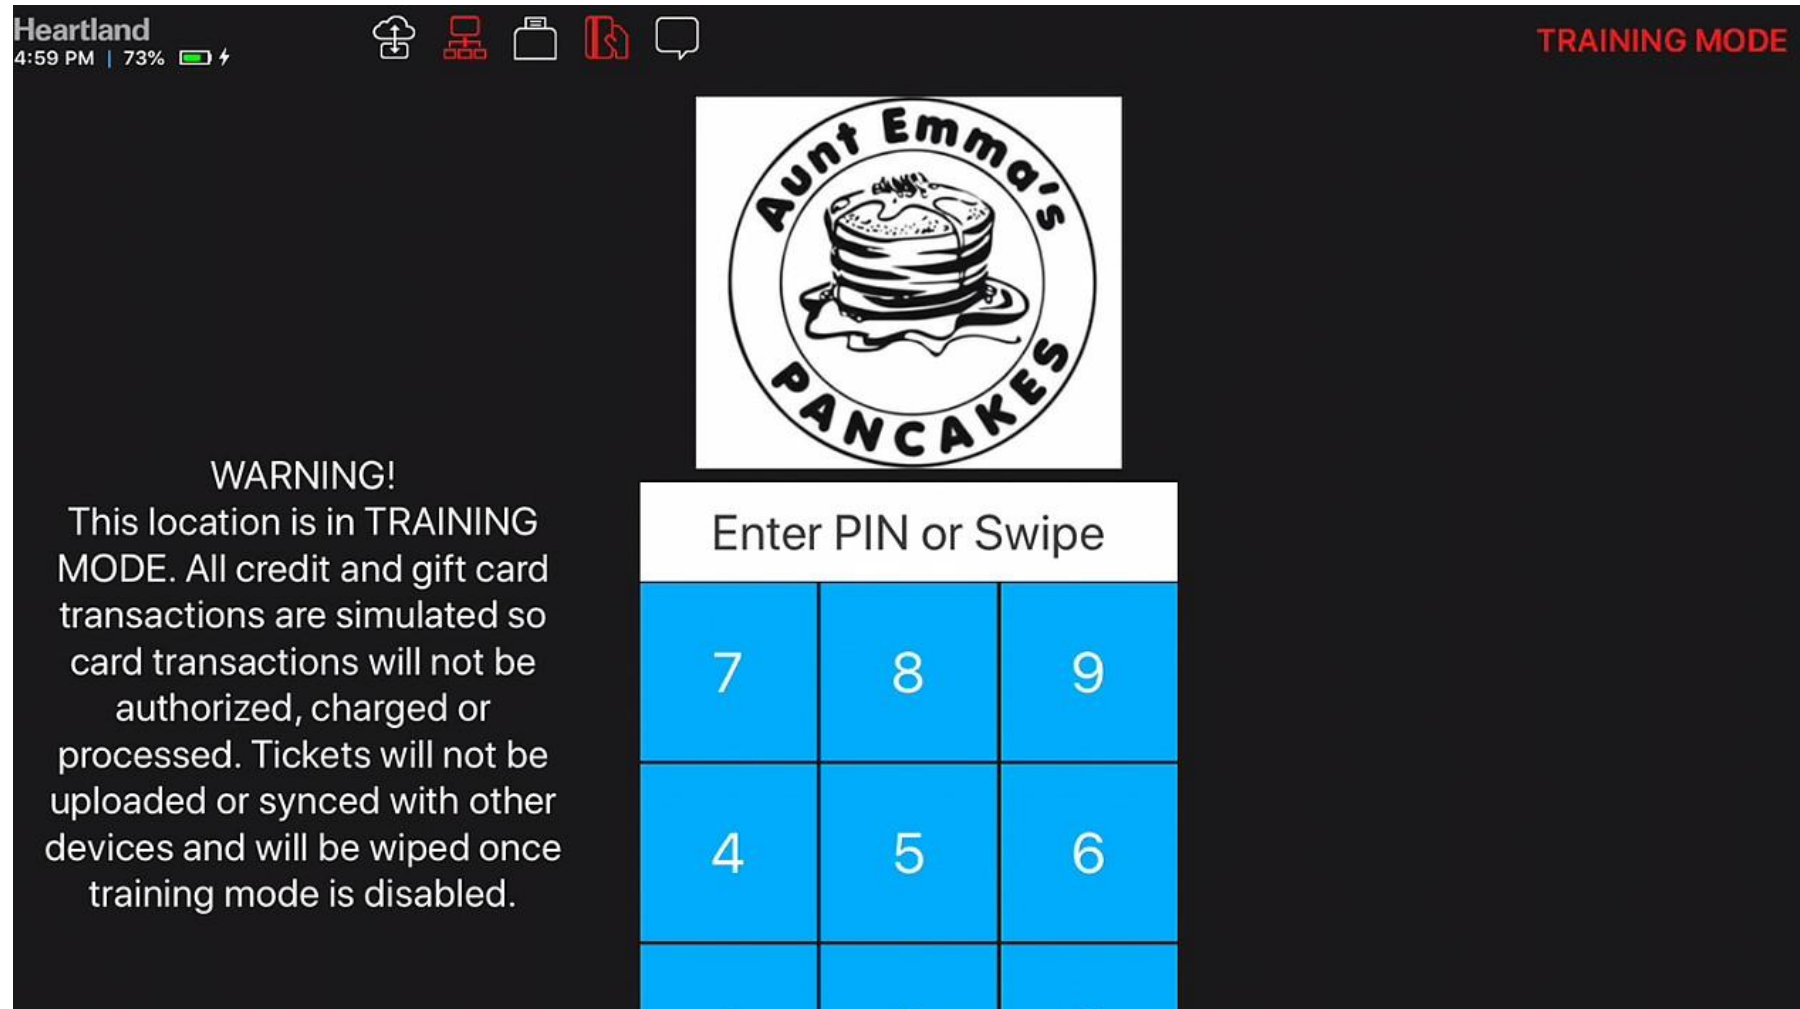 Heartland
4:59 PM | 73%
TRAINING MODE
Aunt Emma's
PANCAKES
WARNING!
This location is in TRAINING
MODE. All credit and gift card
transactions are simulated so
card transactions will not be
authorized, charged or
processed. Tickets will not be
uploaded or synced with other
devices and will be wiped once
training mode is disabled.
Enter PIN or Swipe
7 8 9
4 5 6